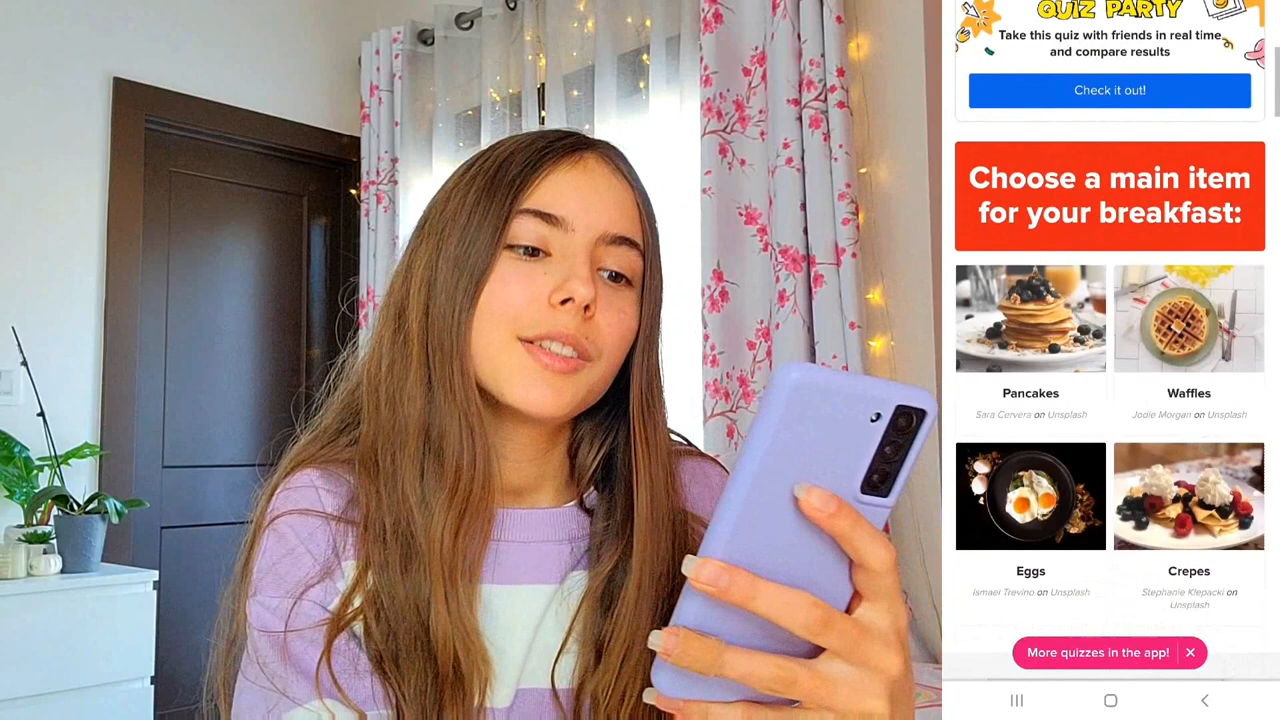 QUIZ PARTY
Take this quiz with friends in real time
and compare results
Check it out!
Choose a main item
for your breakfast:
Pancakes
Waffles
Sara Cervera on Unsplash
Jodie Morgan on Unsplash
Eggs
Crepes
Ismael Trevino on Unsplash
Stephanie Klepacki on
Unsplash
More quizzes in the app! ×